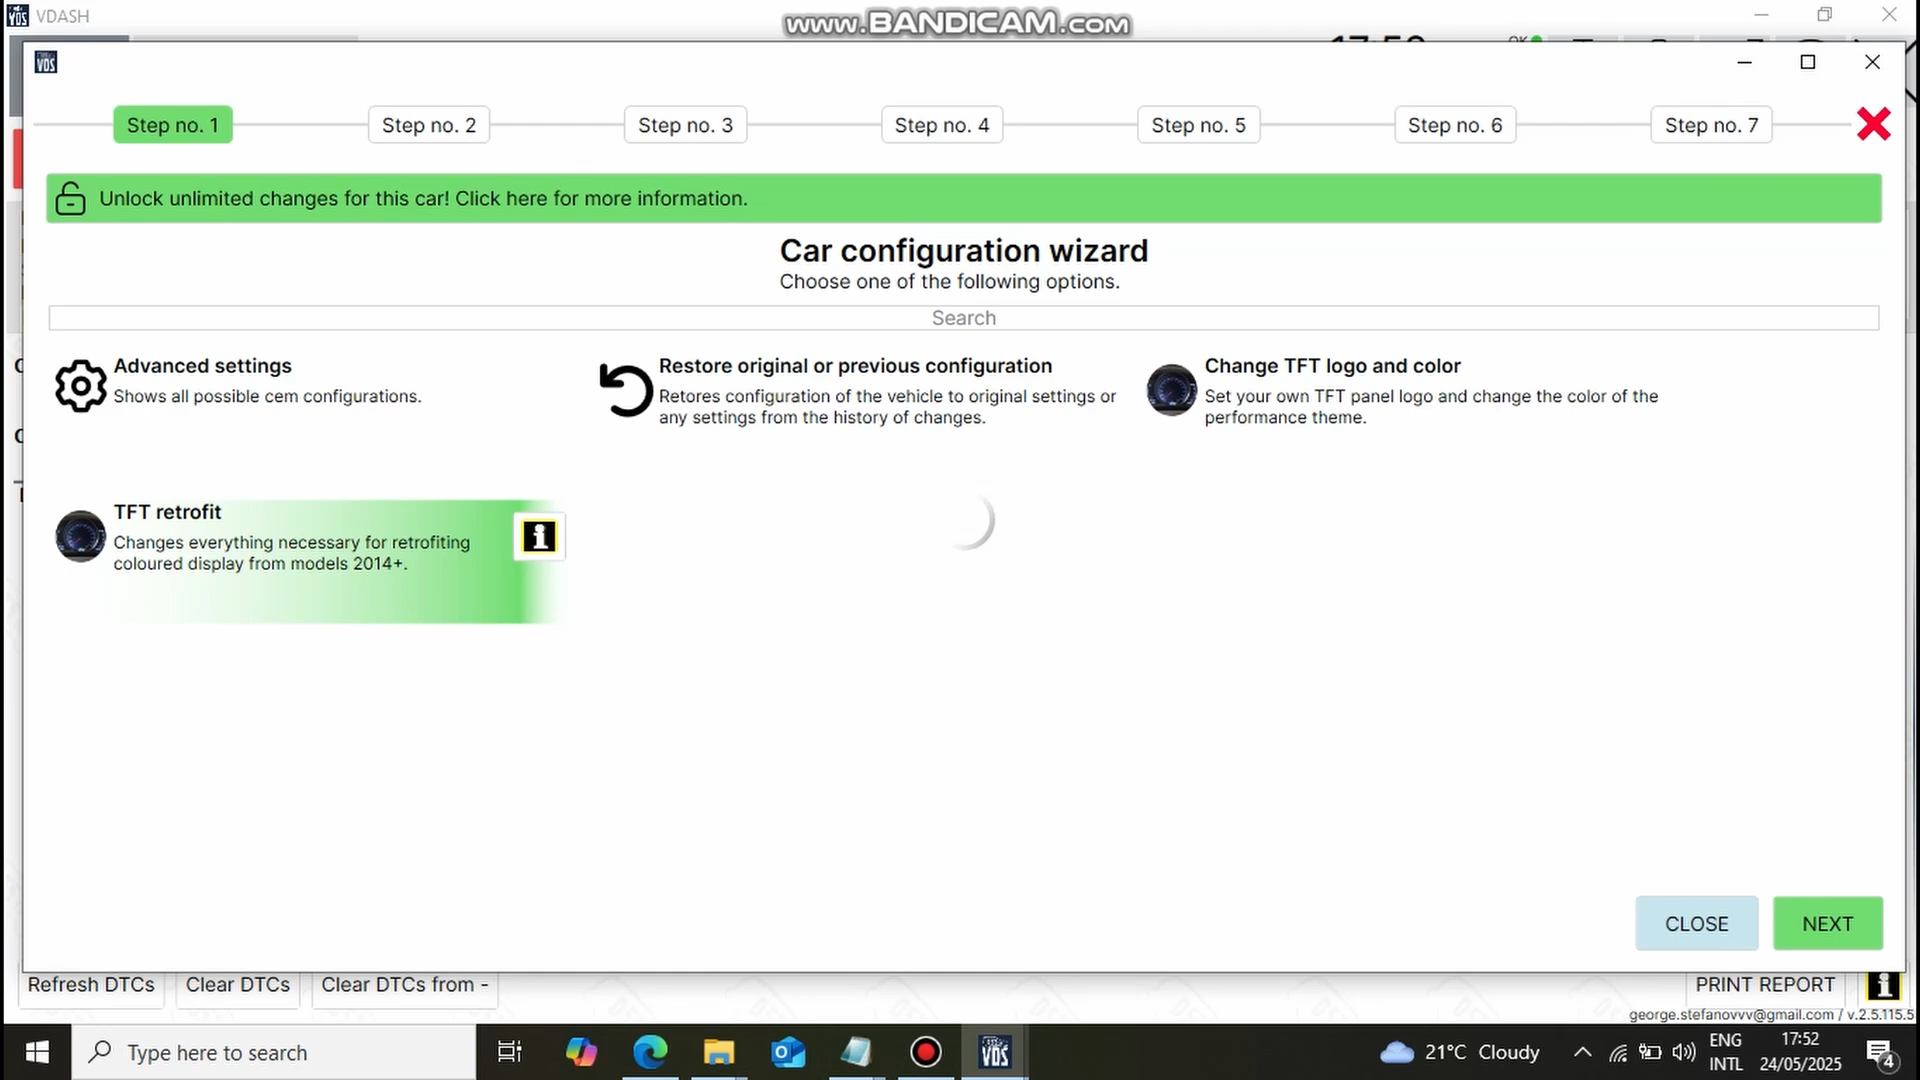 VDS VDASH
www.BANDICAM.com
OK
VDS
Step no. 1
Step no. 2
Step no. 3
Step no. 4
Step no. 5
Step no. 6
Step no. 7
Unlock unlimited changes for this car! Click here for more information.
Car configuration wizard
Choose one of the following options.
Search
Advanced settings
Shows all possible cem configurations.
Restore original or previous configuration
Retores configuration of the vehicle to original settings or
any settings from the history of changes.
Change TFT logo and color
Set your own TFT panel logo and change the color of the
performance theme.
TFT retrofit
Changes everything necessary for retrofiting
coloured display from models 2014+.
CLOSE
NEXT
Refresh DTCs
Clear DTCs
Clear DTCs from -
PRINT REPORT
george.stefanovvv@gmail.com / v.2.5.115.5
Type here to search
VDS
21°C Cloudy
ENG
INTL
17:52
24/05/2025
4